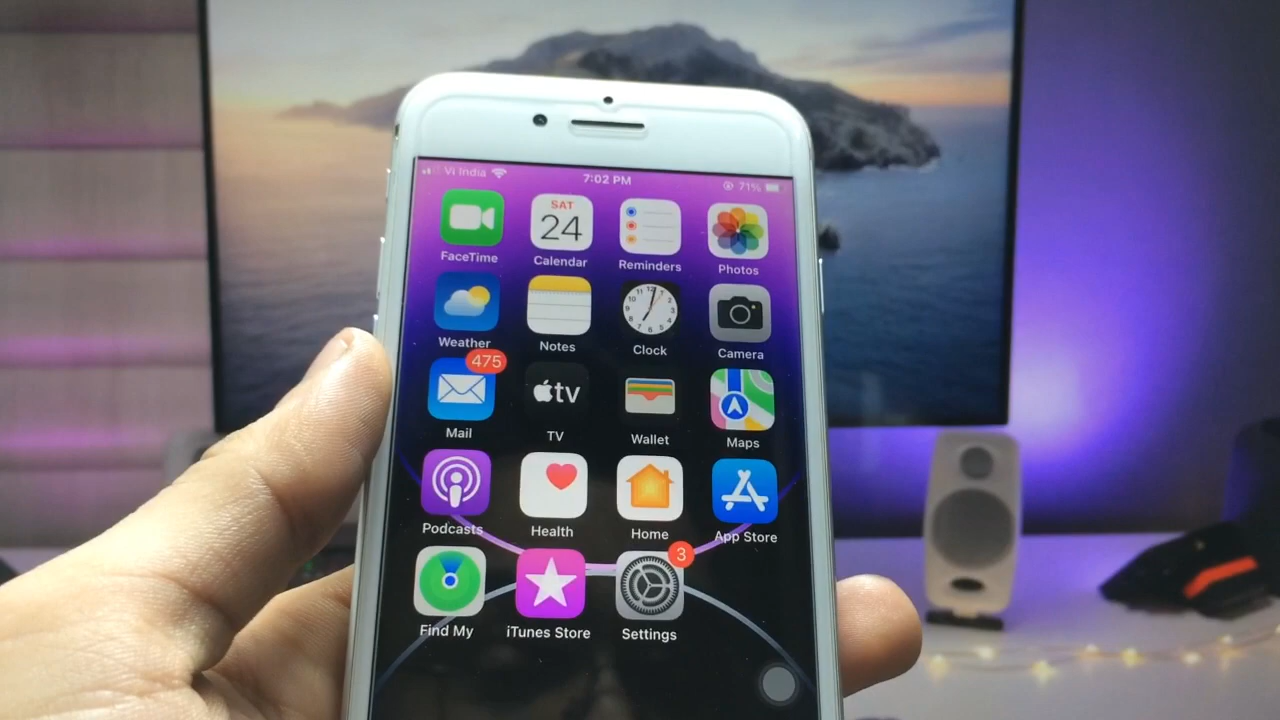 Vi India 7:02 PM 71%
SAT
24
FaceTime Calendar Reminders Photos
12
Weather Notes Clock Camera
475
tv
Mail TV Wallet Maps
Podcasts Health Home App Store
3
Find My iTunes Store Settings